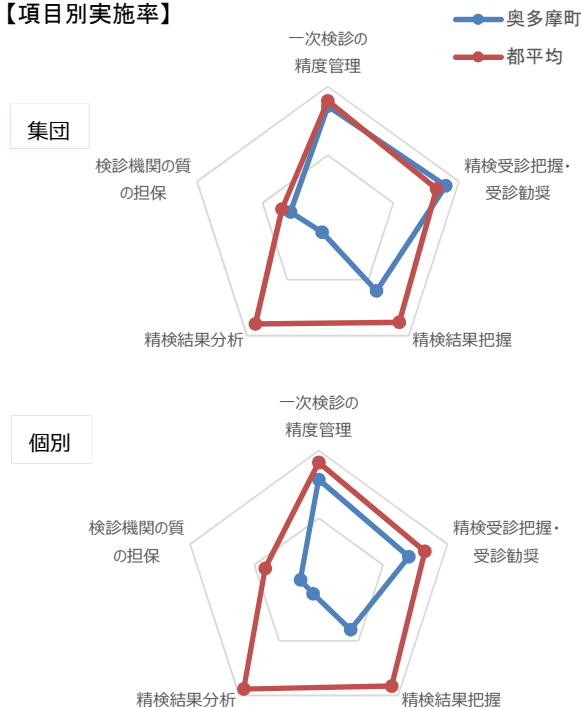 【項目別実施率】
奥多摩町
都平均
集団
一次検診の
精度管理
精検受診把握・
受診勧奨
精検結果把握
精検結果分析
検診機関の質
の担保
個別
一次検診の
精度管理
精検受診把握・
受診勧奨
精検結果把握
精検結果分析
検診機関の質
の担保